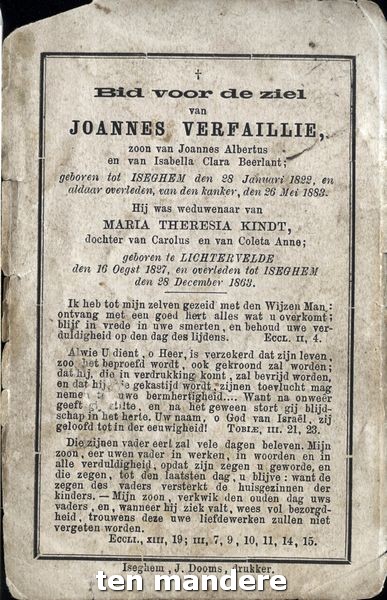 Bid voor de ziel
van
JOANNES VERFAILLIE,
zoon van Joannes Albertus
en van Isabella Clara Beerlant;
geboren tot ISEGHEM den 28 Januari 1822, en
aldaar overleden, van den kanker, den 26 Mei 1883.
Hij was weduwenaar van
MARIA THERESIA KINDT,
dochter van Carolus en van Coleta Anne;
geboren te LICHTERVELDE
den 16 Oegst 1827, en overleden tot ISEGHEM
den 28 December 1863.
Ik heb tot mijn zelven gezeid met den Wijzen Man:
ontvang met een goed hert alles wat u overkomt;
blijf in vrede in uwe smerten, en behoud uwe ver-
duldigheid op den dag des lijdens. ECCL. II, 4.
Alwie U dient, o Heer, is verzekerd dat zijn leven,
zoo het beproefd wordt, ook gekroond zal worden;
dat hij, die in verdrukking komt, zal bevrijd worden,
en dat hij, die gekastijd wordt, zijnen toevlucht mag
nemen tot uwe bermhertigheid.... Want na onweer
geeft gij stilte, en na het geween stort gij blijd-
schap in het herte. Uw naam, o God van Israël, zij
geloofd tot in der eeuwigheid! TOBIÆ, III. 21, 23.
Die zijnen vader eert zal vele dagen beleven. Mijn
zoon, eer uwen vader in werken, in woorden en in
alle verduldigheid, opdat zijn zegen u geworde, en
die zegen, tot den laatsten dag, u blijve: want de
zegen des vaders versterkt de huisgezinnen der
kinders. — Mijn zoon, verkwik den ouden dag uws
vaders, en, wanneer hij ziek valt, wees vol bezorgd-
heid, trouwens deze uwe liefdewerken zullen niet
vergeten worden.
ECCLI., XIII, 19; III, 7, 9, 10, 11, 14, 15.
Iseghem, J. Dooms, drukker.
ten mandere